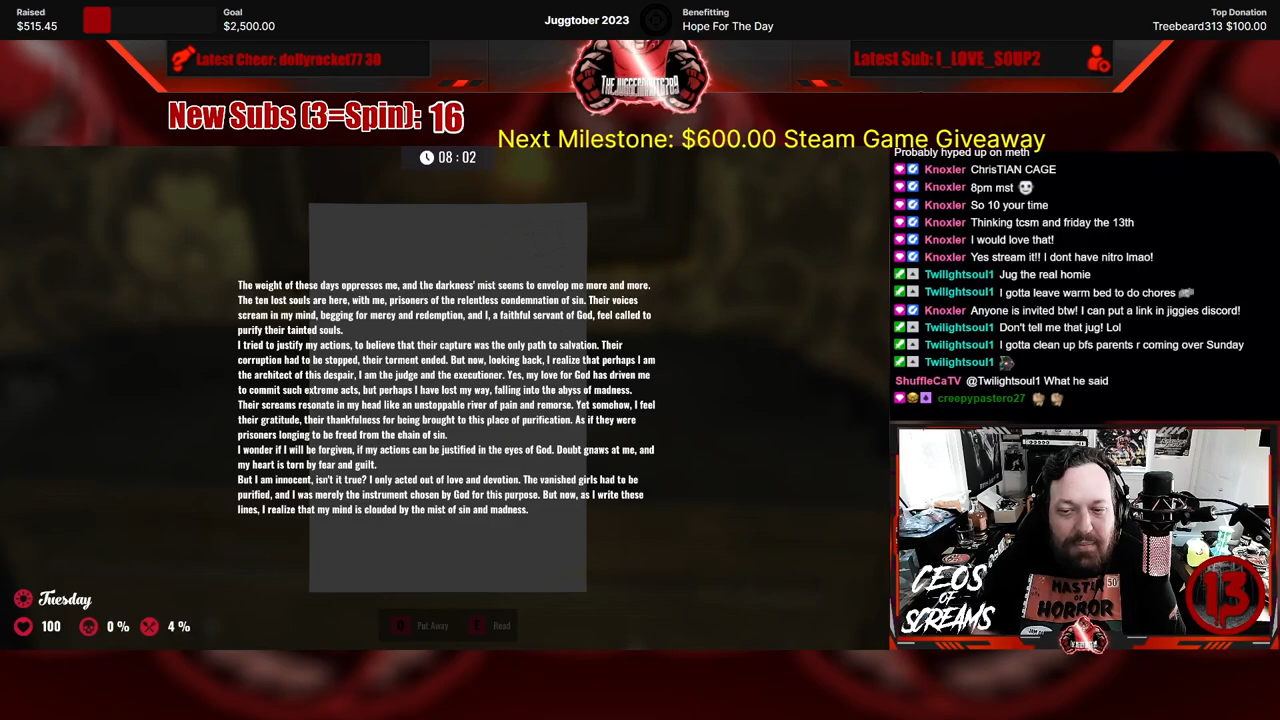 Raised
$515.45
Goal
$2,500.00
Juggtober 2023
Benefitting
Hope For The Day
Top Donation
Treebeard313 $100.00
Latest Cheer: dollyrocket77 30
THEJUGGERNAUT6789
Latest Sub: I_LOVE_SOUP2
New Subs (3=Spin): 16
Next Milestone: $600.00 Steam Game Giveaway
08 : 02
The weight of these days oppresses me, and the darkness' mist seems to envelop me more and more.
The ten lost souls are here, with me, prisoners of the relentless condemnation of sin. Their voices
scream in my mind, begging for mercy and redemption, and I, a faithful servant of God, feel called to
purify their tainted souls.
I tried to justify my actions, to believe that their capture was the only path to salvation. Their
corruption had to be stopped, their torment ended. But now, looking back, I realize that perhaps I am
the architect of this despair, I am the judge and the executioner. Yes, my love for God has driven me
to commit such extreme acts, but perhaps I have lost my way, falling into the abyss of madness.
Their screams resonate in my head like an unstoppable river of pain and remorse. Yet somehow, I feel
their gratitude, their thankfulness for being brought to this place of purification. As if they were
prisoners longing to be freed from the chain of sin.
I wonder if I will be forgiven, if my actions can be justified in the eyes of God. Doubt gnaws at me, and
my heart is torn by fear and guilt.
But I am innocent, isn't it true? I only acted out of love and devotion. The vanished girls had to be
purified, and I was merely the instrument chosen by God for this purpose. But now, as I write these
lines, I realize that my mind is clouded by the mist of sin and madness.
Put Away
E
Read
Tuesday
100
0 %
4 %
Probably hyped up on meth
Knoxler ChrisTIAN CAGE
Knoxler 8pm mst
Knoxler So 10 your time
Knoxler Thinking tcsm and friday the 13th
Knoxler I would love that!
Knoxler Yes stream it!! I dont have nitro lmao!
Twilightsoul1 Jug the real homie
Twilightsoul1 I gotta leave warm bed to do chores
Knoxler Anyone is invited btw! I can put a link in jiggies discord!
Twilightsoul1 Don't tell me that jug! Lol
Twilightsoul1 I gotta clean up bfs parents r coming over Sunday
Twilightsoul1
ShuffleCaTV @Twilightsoul1 What he said
creepypastero27
CEOS
OF
SCREAMS
MASTER
OF
HORROR
50¢
13